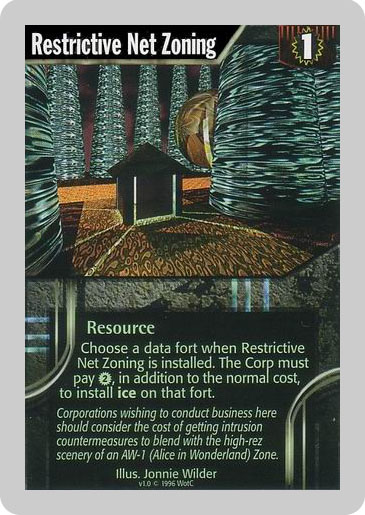 Restrictive Net Zoning
1
Resource
Choose a data fort when Restrictive
Net Zoning is installed. The Corp must
pay 2, in addition to the normal cost,
to install ice on that fort.
Corporations wishing to conduct business here
should consider the cost of getting intrusion
countermeasures to blend with the high-rez
scenery of an AW-1 (Alice in Wonderland) Zone.
Illus. Jonnie Wilder
v1.0 © 1996 WotC